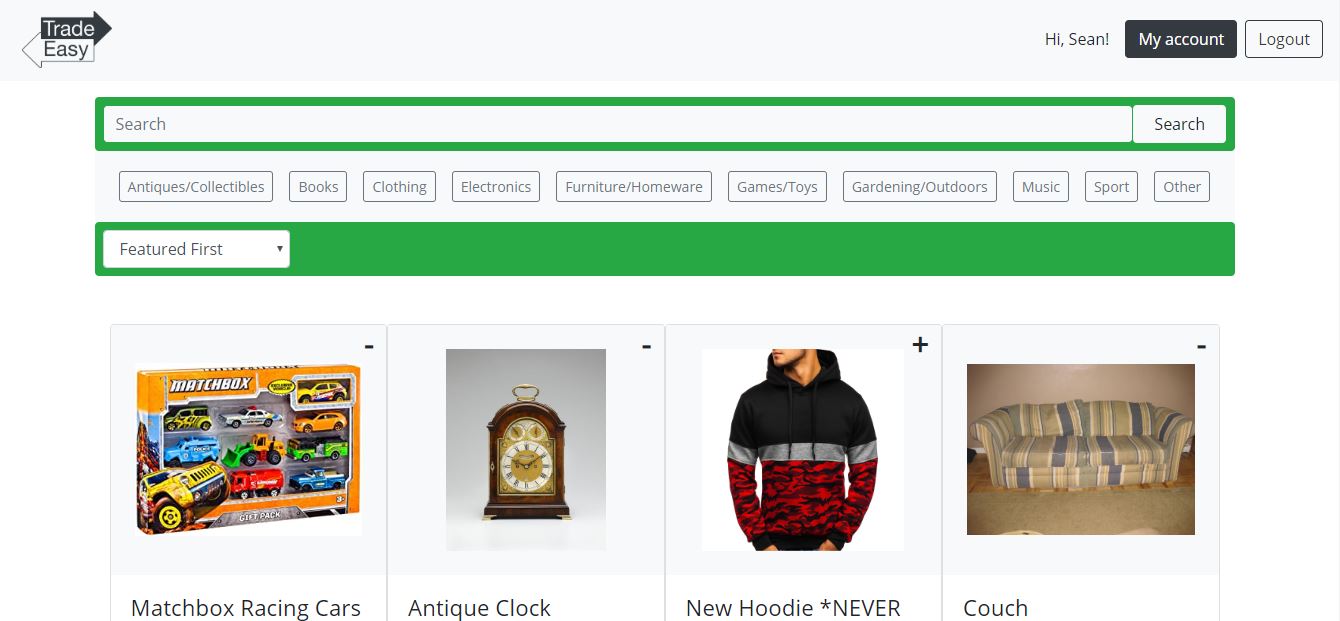 Trade
Easy
Hi, Sean! My account Logout
Search Search
Antiques/Collectibles Books Clothing Electronics Furniture/Homeware Games/Toys Gardening/Outdoors Music Sport Other
Featured First
- - + -
MATCHBOX
GIFT PACK
3+
Matchbox Racing Cars Antique Clock New Hoodie *NEVER Couch